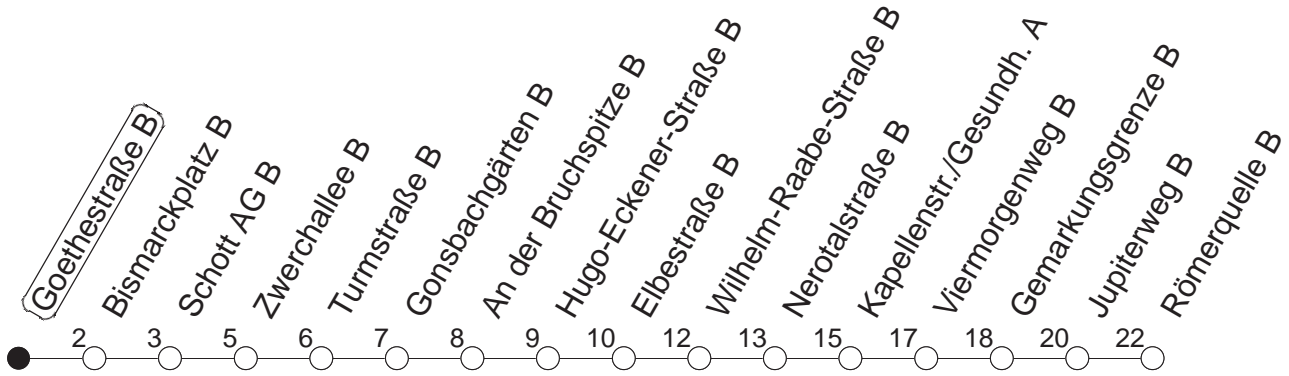 Goethestraße B
Bismarckplatz B
Schott AG B
Zwerchallee B
Turmstraße B
Gonsbachgärten B
An der Bruchspitze B
Hugo-Eckener-Straße B
Elbestraße B
Wilhelm-Raabe-Straße B
Nerotalstraße B
Kapellenstr./Gesundh. A
Viermorgenweg B
Gemarkungsgrenze B
Jupiterweg B
Römerquelle B
2 3 5 6 7 8 9 10 12 13 15 17 18 20 22